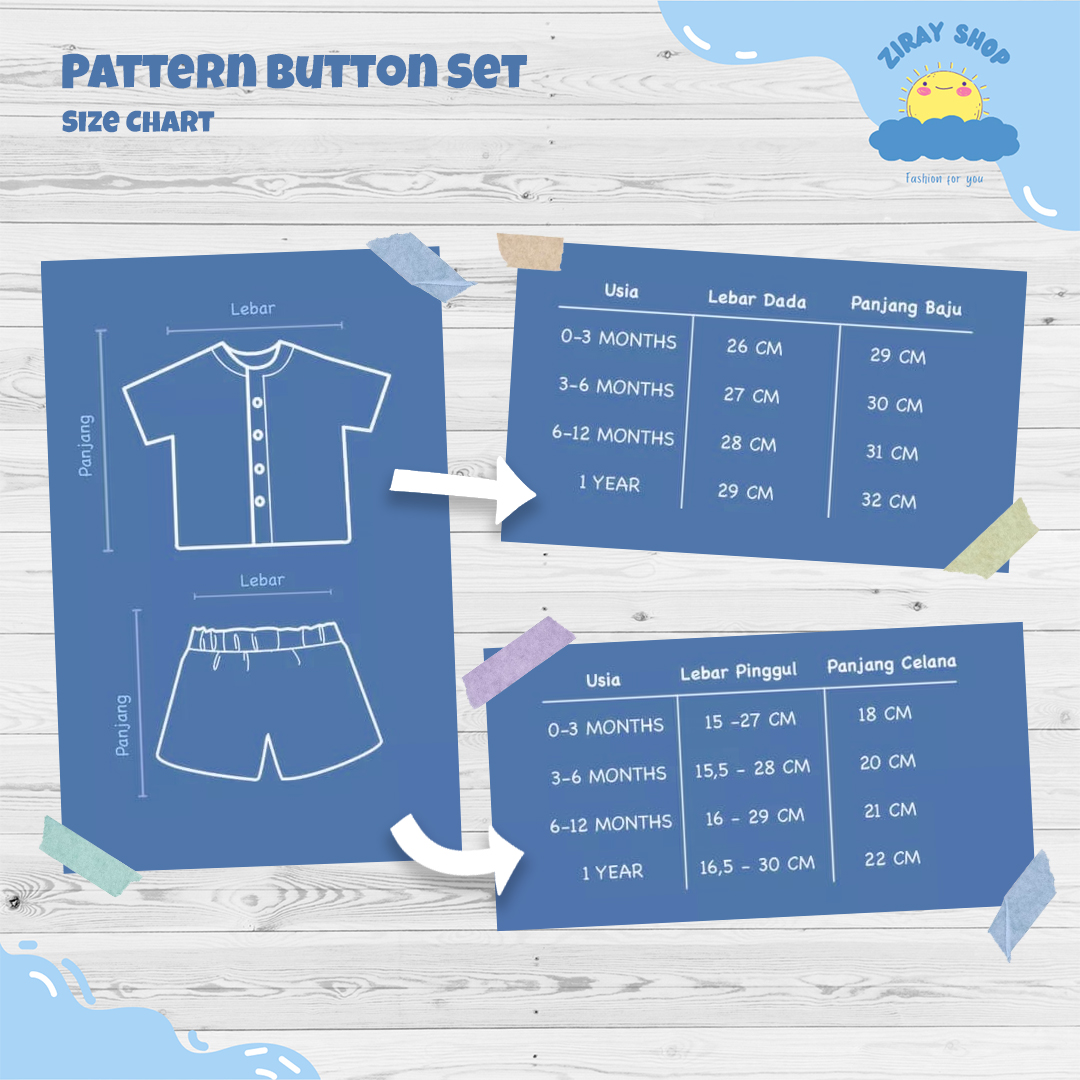 PATTERN BUTTON SET
SIZE CHART
ZIRAY SHOP
Fashion for you
Lebar
Panjang
Lebar
Panjang
Usia Lebar Dada Panjang Baju
0-3 MONTHS 26 CM 29 CM
3-6 MONTHS 27 CM 30 CM
6-12 MONTHS 28 CM 31 CM
1 YEAR 29 CM 32 CM
Usia Lebar Pinggul Panjang Celana
0-3 MONTHS 15 -27 CM 18 CM
3-6 MONTHS 15,5 - 28 CM 20 CM
6-12 MONTHS 16 - 29 CM 21 CM
1 YEAR 16,5 - 30 CM 22 CM